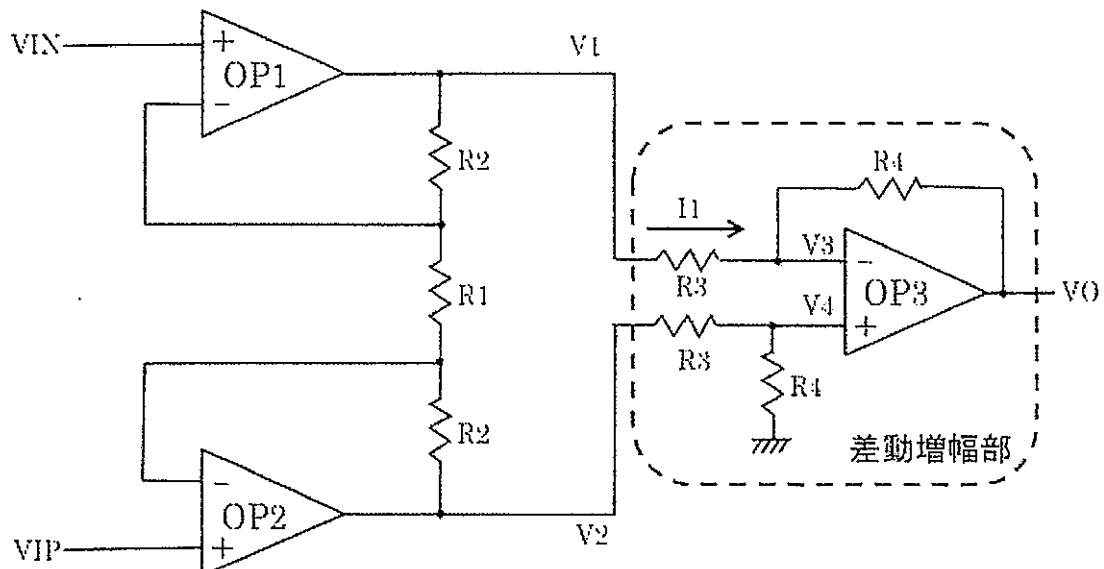 VIN
+
OP1
−
V1
R2
R1
R2
−
OP2
+
VIP
V2
R4
I1
V3
−
R3
OP3
VO
V4
+
R3
R4
差動増幅部